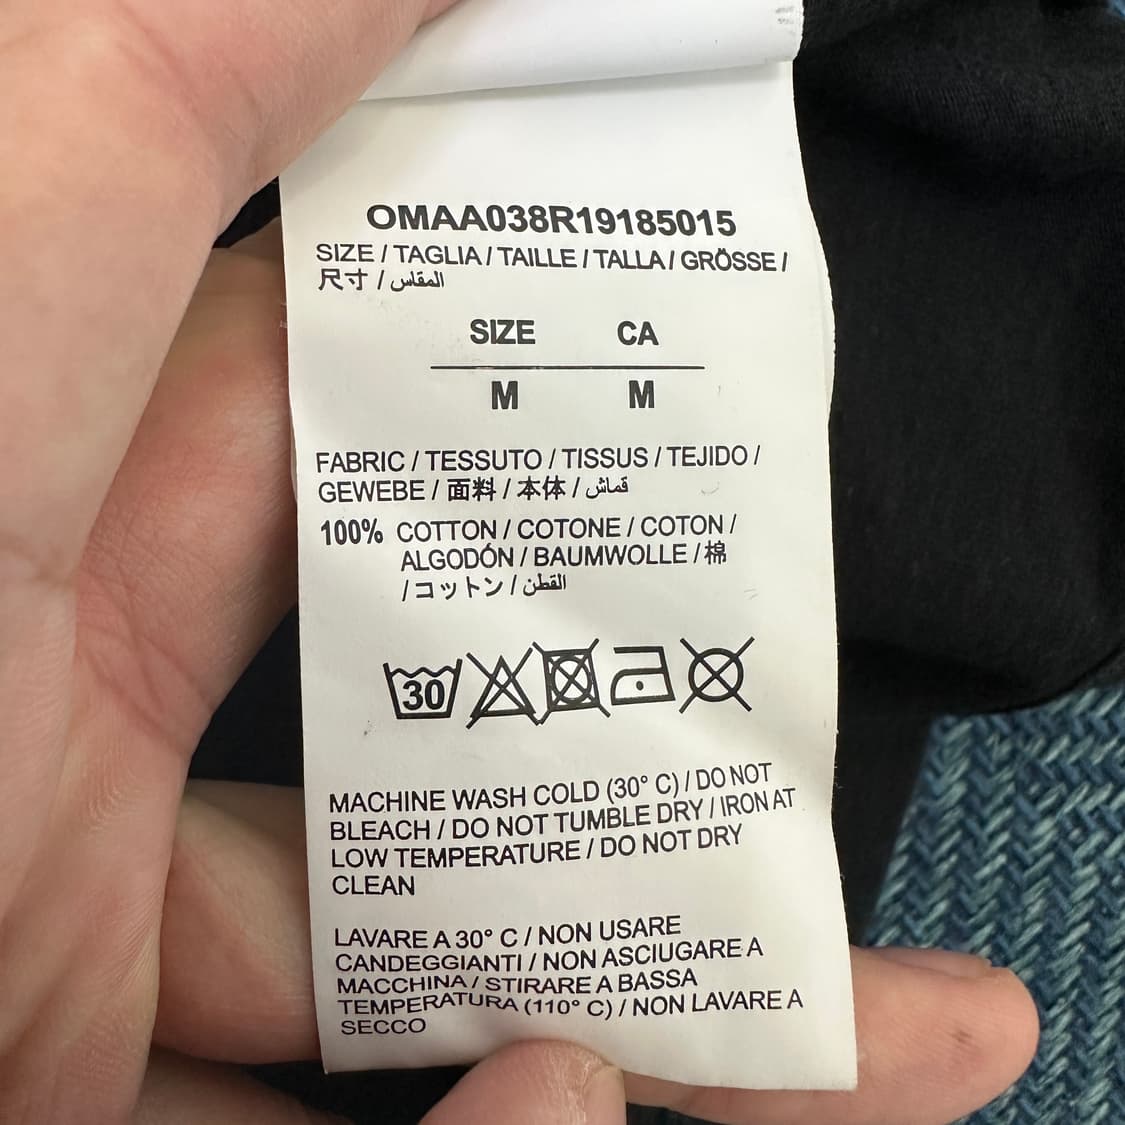 OMAA038R19185015
SIZE / TAGLIA / TAILLE / TALLA / GRÖSSE /
尺寸 / المقاس
SIZE CA
M M
FABRIC / TESSUTO / TISSUS / TEJIDO /
GEWEBE / 面料 / 本体 / قماش
100% COTTON / COTONE / COTON /
ALGODÓN / BAUMWOLLE / 棉
/ コットン / القطن
30
MACHINE WASH COLD (30° C) / DO NOT
BLEACH / DO NOT TUMBLE DRY / IRON AT
LOW TEMPERATURE / DO NOT DRY
CLEAN
LAVARE A 30° C / NON USARE
CANDEGGIANTI / NON ASCIUGARE A
MACCHINA / STIRARE A BASSA
TEMPERATURA (110° C) / NON LAVARE A
SECCO